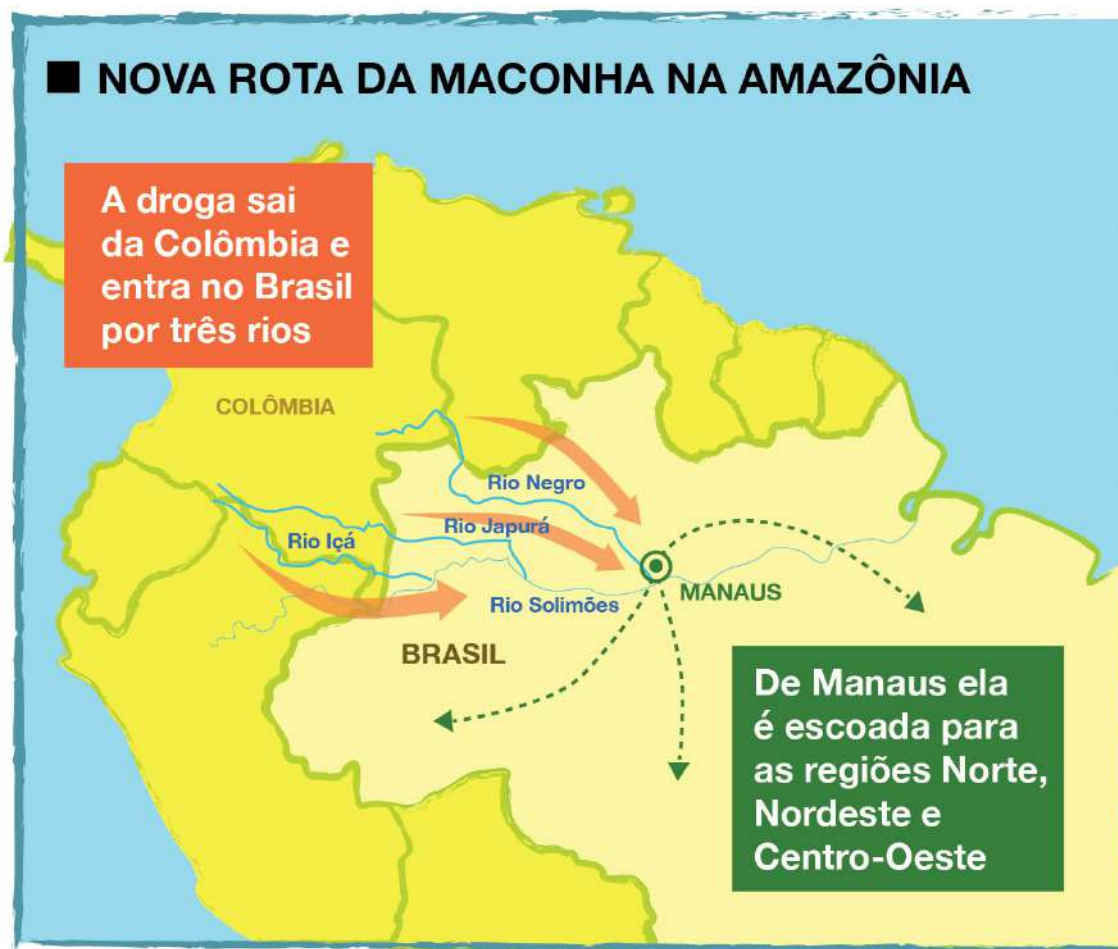 ■ NOVA ROTA DA MACONHA NA AMAZÔNIA
A droga sai
da Colômbia e
entra no Brasil
por três rios
COLÔMBIA
Rio Negro
Rio Japurá
Rio Içá
Rio Solimões
MANAUS
BRASIL
De Manaus ela
é escoada para
as regiões Norte,
Nordeste e
Centro-Oeste